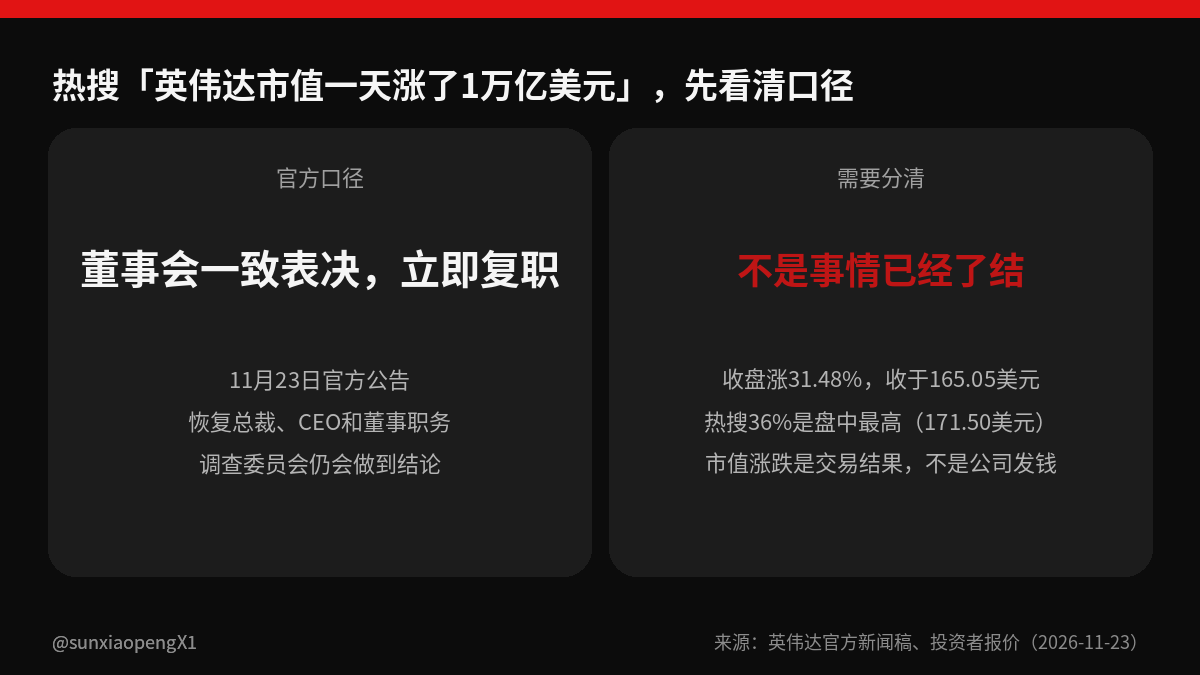 热搜「英伟达市值一天涨了1万亿美元」，先看清口径
官方口径
董事会一致表决，立即复职
11月23日官方公告
恢复总裁、CEO和董事职务
调查委员会仍会做到结论
需要分清
不是事情已经了结
收盘涨31.48%，收于165.05美元
热搜36%是盘中最高（171.50美元）
市值涨跌是交易结果，不是公司发钱
@sunxiaopengX1
来源：英伟达官方新闻稿、投资者报价（2026-11-23）